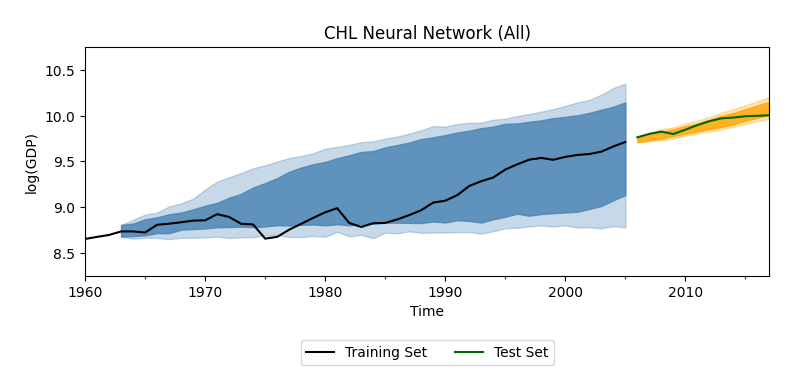 CHL Neural Network (All)
log(GDP)
10.5
10.0
9.5
9.0
8.5
1960 1970 1980 1990 2000 2010
Time
Training Set Test Set